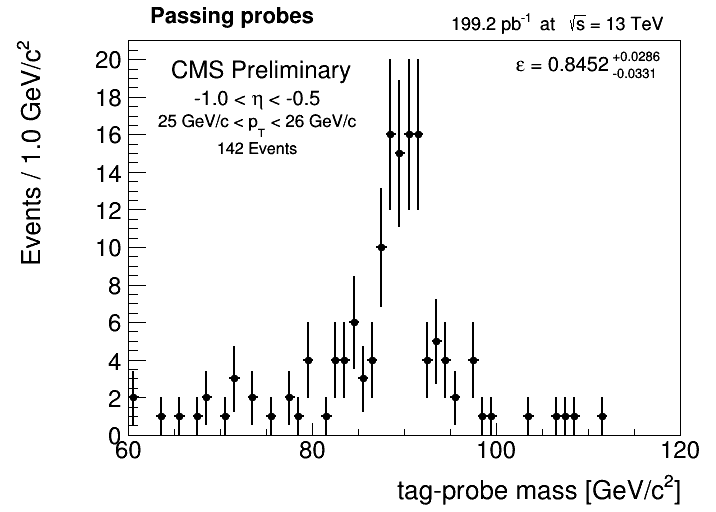 Passing probes
199.2 pb⁻¹ at √s = 13 TeV
CMS Preliminary
-1.0 < η < -0.5
25 GeV/c < p_T < 26 GeV/c
142 Events
ε = 0.8452 +0.0286 -0.0331
Events / 1.0 GeV/c²
20
18
16
14
12
10
8
6
4
2
0
60 80 100 120
tag-probe mass [GeV/c²]